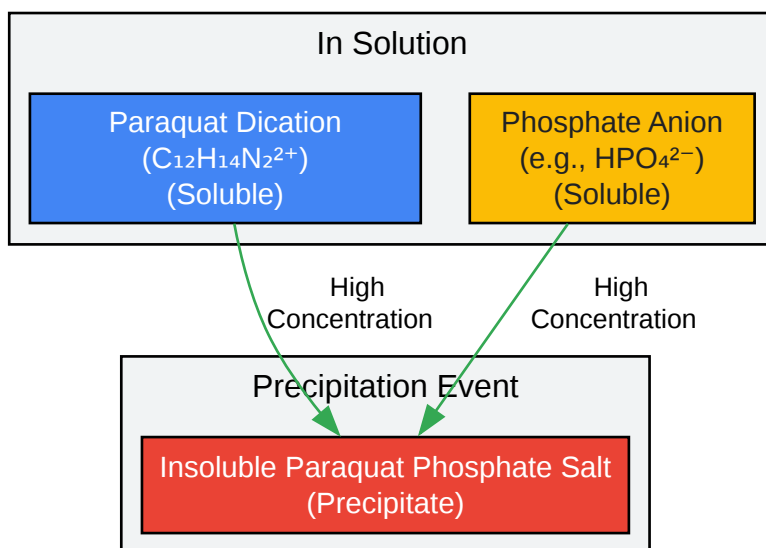 In Solution
Paraquat Dication
(C₁₂H₁₄N₂²⁺)
(Soluble)
Phosphate Anion
(e.g., HPO₄²⁻)
(Soluble)
High
Concentration
High
Concentration
Precipitation Event
Insoluble Paraquat Phosphate Salt
(Precipitate)